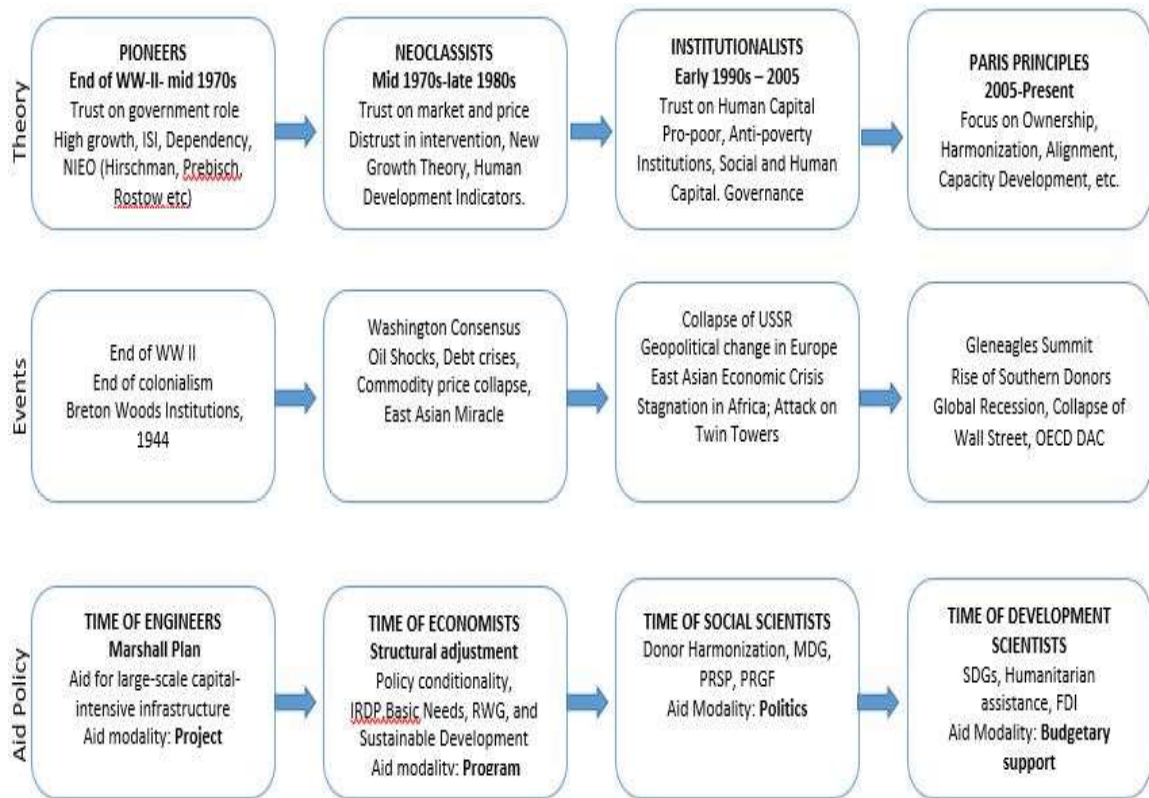 Theory
PIONEERS
End of WW-II- mid 1970s
Trust on government role
High growth, ISI, Dependency,
NIEO (Hirschman, Prebisch,
Rostow etc)
NEOCLASSISTS
Mid 1970s-late 1980s
Trust on market and price
Distrust in intervention, New
Growth Theory, Human
Development Indicators.
INSTITUTIONALISTS
Early 1990s – 2005
Trust on Human Capital
Pro-poor, Anti-poverty
Institutions, Social and Human
Capital. Governance
PARIS PRINCIPLES
2005-Present
Focus on Ownership,
Harmonization, Alignment,
Capacity Development, etc.
Events
End of WW II
End of colonialism
Breton Woods Institutions,
1944
Washington Consensus
Oil Shocks, Debt crises,
Commodity price collapse,
East Asian Miracle
Collapse of USSR
Geopolitical change in Europe
East Asian Economic Crisis
Stagnation in Africa; Attack on
Twin Towers
Gleneagles Summit
Rise of Southern Donors
Global Recession, Collapse of
Wall Street, OECD DAC
Aid Policy
TIME OF ENGINEERS
Marshall Plan
Aid for large-scale capital-
intensive infrastructure
Aid modality: Project
TIME OF ECONOMISTS
Structural adjustment
Policy conditionality,
IRDP,Basic Needs, RWG, and
Sustainable Development
Aid modality: Program
TIME OF SOCIAL SCIENTISTS
Donor Harmonization, MDG,
PRSP, PRGF
Aid Modality: Politics
TIME OF DEVELOPMENT
SCIENTISTS
SDGs, Humanitarian
assistance, FDI
Aid Modality: Budgetary
support